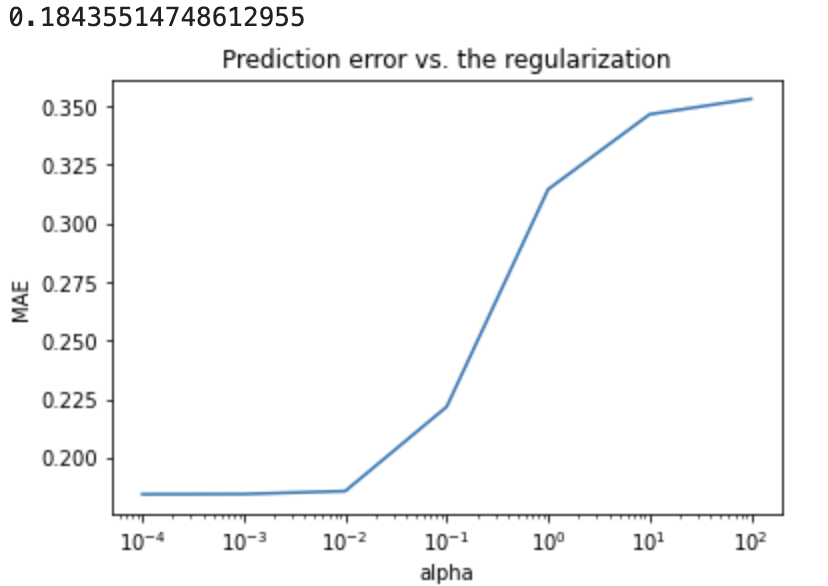 0.18435514748612955
Prediction error vs. the regularization
0.350
0.325
0.300
0.275
0.250
0.225
0.200
MAE
10⁻⁴ 10⁻³ 10⁻² 10⁻¹ 10⁰ 10¹ 10²
alpha